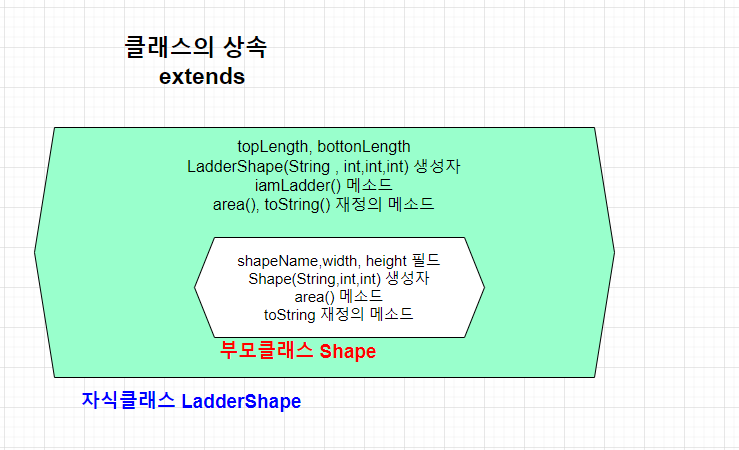 클래스의 상속
extends
topLength, bottonLength
LadderShape(String , int,int,int) 생성자
iamLadder() 메소드
area(), toString() 재정의 메소드
shapeName,width, height 필드
Shape(String,int,int) 생성자
area() 메소드
toString 재정의 메소드
부모클래스 Shape
자식클래스 LadderShape